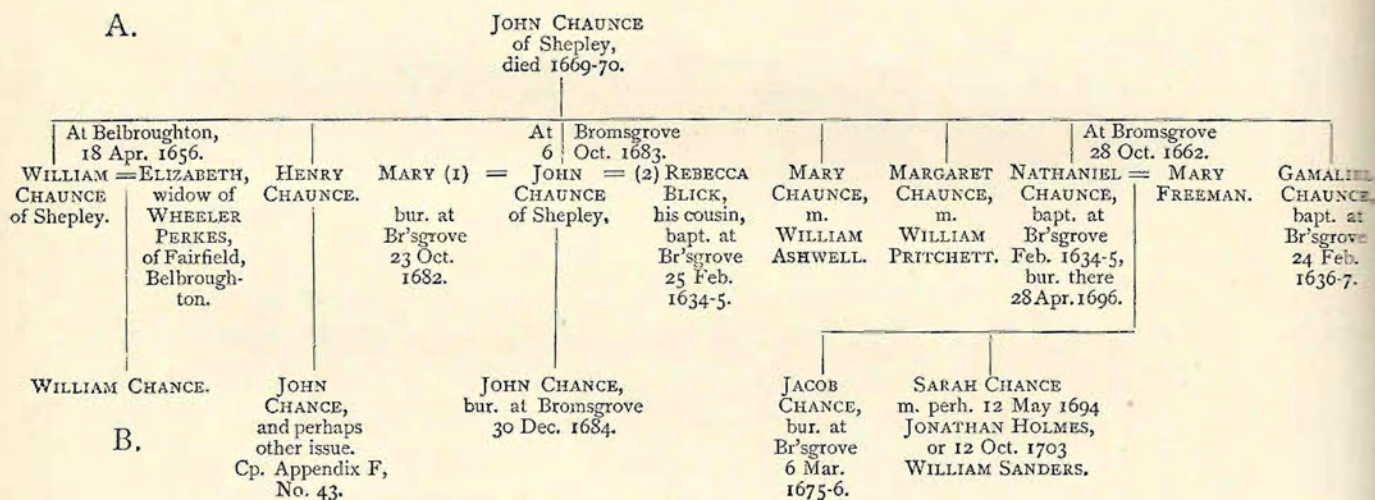 A.
JOHN CHAUNCE
of Shepley,
died 1669-70.
At Belbroughton,
18 Apr. 1656.
WILLIAM = ELIZABETH,
CHAUNCE widow of
of Shepley. WHEELER
PERKES,
of Fairfield,
Belbrough-
ton.
HENRY
CHAUNCE.
At Bromsgrove
6 Oct. 1683.
MARY (1) = JOHN = (2) REBECCA
CHAUNCE BLICK,
of Shepley, his cousin,
bur. at bapt. at
Br'sgrove Br'sgrove
23 Oct. 25 Feb.
1682. 1634-5.
MARY
CHAUNCE,
m.
WILLIAM
ASHWELL.
MARGARET
CHAUNCE,
m.
WILLIAM
PRITCHETT.
At Bromsgrove
28 Oct. 1662.
NATHANIEL = MARY
CHAUNCE, FREEMAN.
bapt. at
Br'sgrove
Feb. 1634-5,
bur. there
28 Apr. 1696.
GAMALIEL
CHAUNCE,
bapt. at
Br'sgrove
24 Feb.
1636-7.
B.
WILLIAM CHANCE.
JOHN
CHANCE,
and perhaps
other issue.
Cp. Appendix F,
No. 43.
JOHN CHANCE,
bur. at Bromsgrove
30 Dec. 1684.
JACOB
CHANCE,
bur. at
Br'sgrove
6 Mar.
1675-6.
SARAH CHANCE
m. perh. 12 May 1694
JONATHAN HOLMES,
or 12 Oct. 1703
WILLIAM SANDERS.